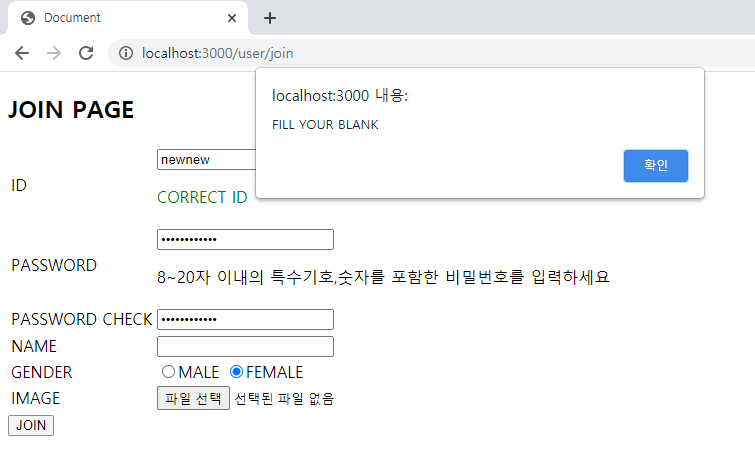 Document
localhost:3000/user/join
localhost:3000 내용:
FILL YOUR BLANK
확인
JOIN PAGE
ID
newnew
CORRECT ID
PASSWORD
••••••••••••
8~20자 이내의 특수기호,숫자를 포함한 비밀번호를 입력하세요
PASSWORD CHECK ••••••••••••
NAME
GENDER MALE FEMALE
IMAGE 파일 선택 선택된 파일 없음
JOIN